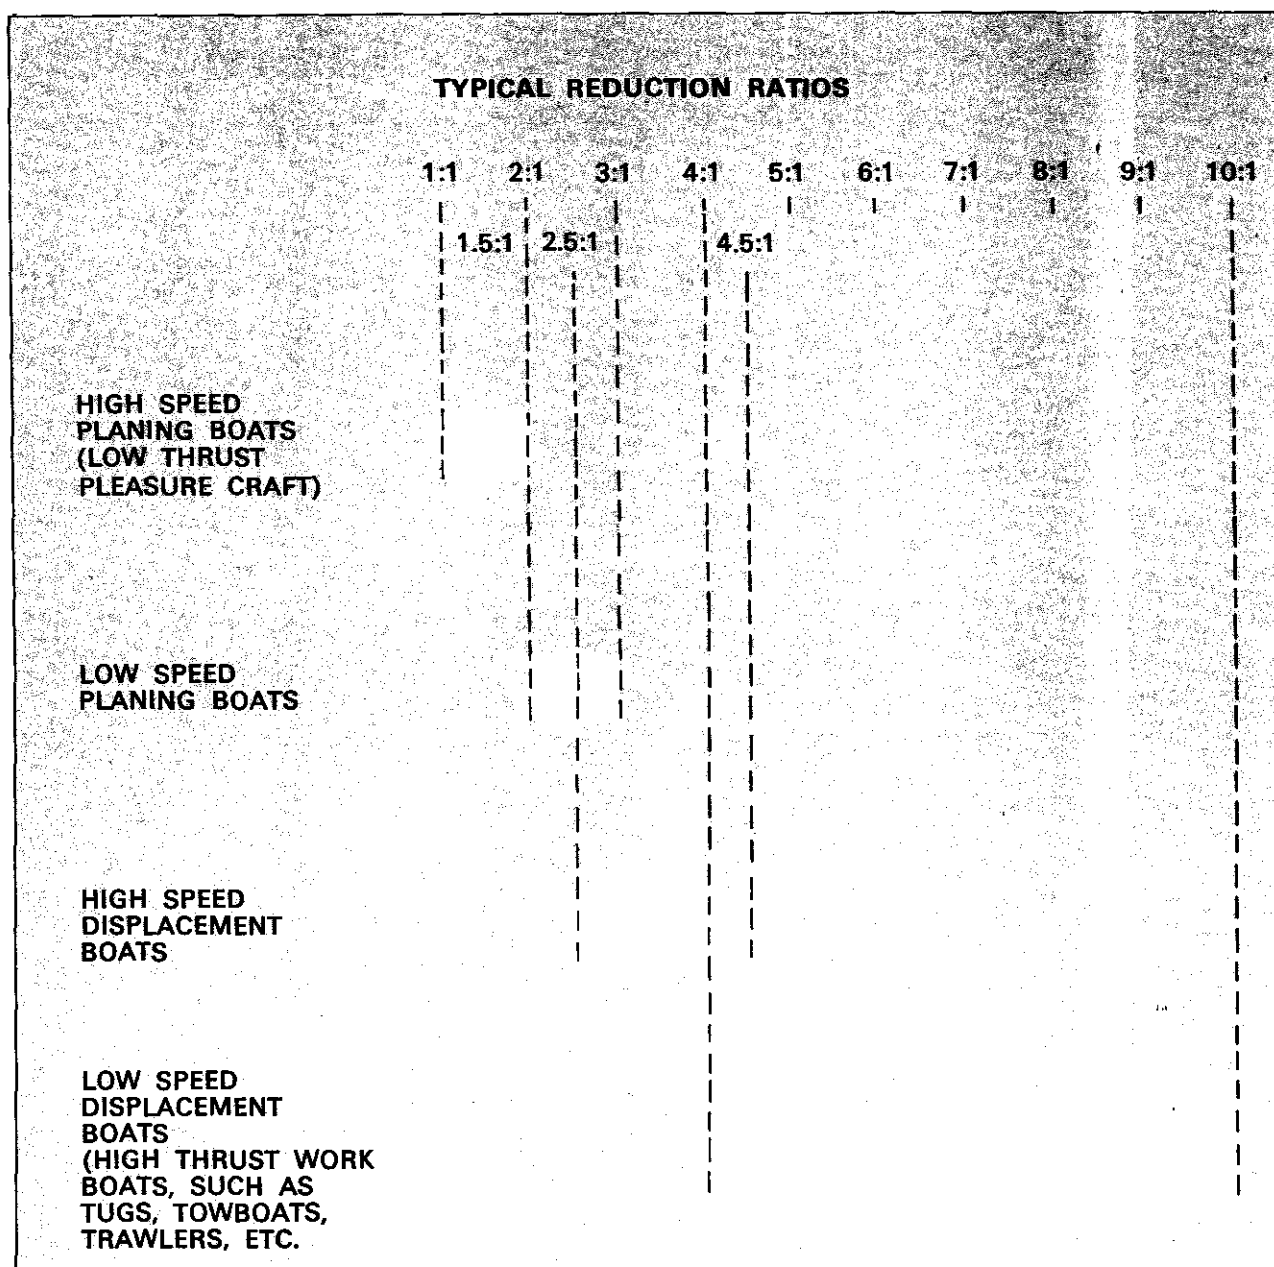 TYPICAL REDUCTION RATIOS
1:1 2:1 3:1 4:1 5:1 6:1 7:1 8:1 9:1 10:1
1.5:1 2.5:1 4.5:1
HIGH SPEED
PLANING BOATS
(LOW THRUST
PLEASURE CRAFT)
LOW SPEED
PLANING BOATS
HIGH SPEED
DISPLACEMENT
BOATS
LOW SPEED
DISPLACEMENT
BOATS
(HIGH THRUST WORK
BOATS, SUCH AS
TUGS, TOWBOATS,
TRAWLERS, ETC.